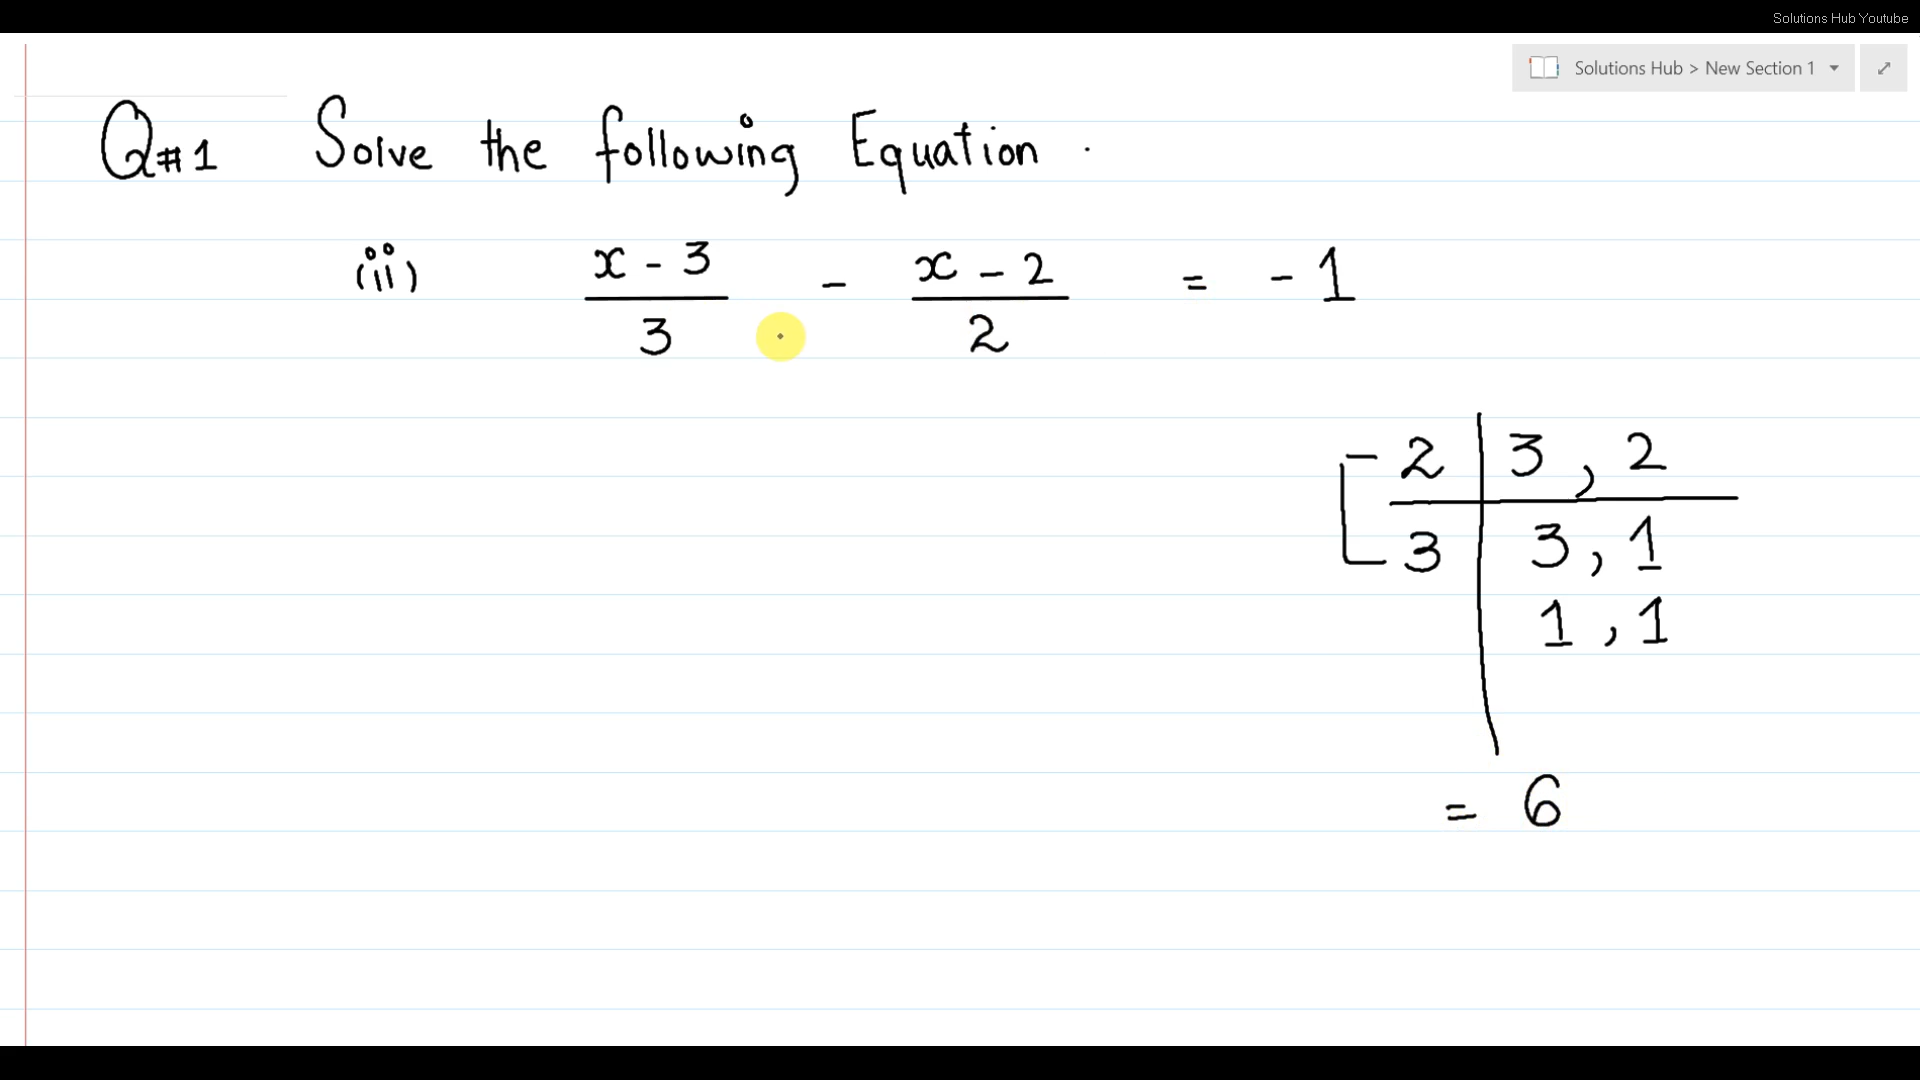 Solutions Hub Youtube
Solutions Hub > New Section 1
Q#1 Solve the following Equation.
(ii) x - 3 / 3 - x - 2 / 2 = - 1
2 | 3 , 2
3 | 3 , 1
1 , 1
= 6